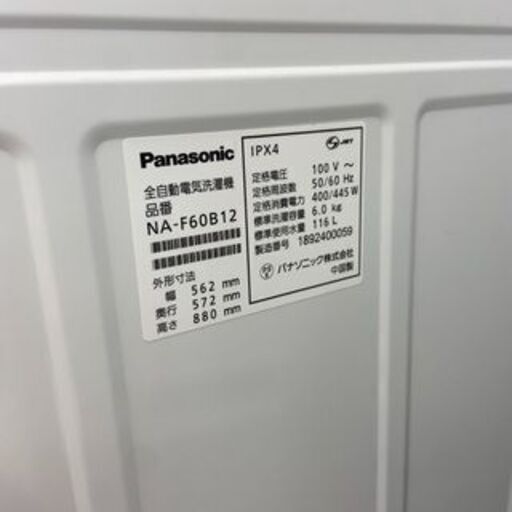 Panasonic
全自動電気洗濯機
品番
NA-F60B12
外形寸法
幅 562 mm
奥行 572 mm
高さ 880 mm
IPX4
JET
定格電圧 100 V ～
定格周波数 50/60 Hz
定格消費電力 400/445 W
標準洗濯容量 6.0 kg
標準使用水量 116 L
製造番号 1892400059
パナソニック株式会社
中国製